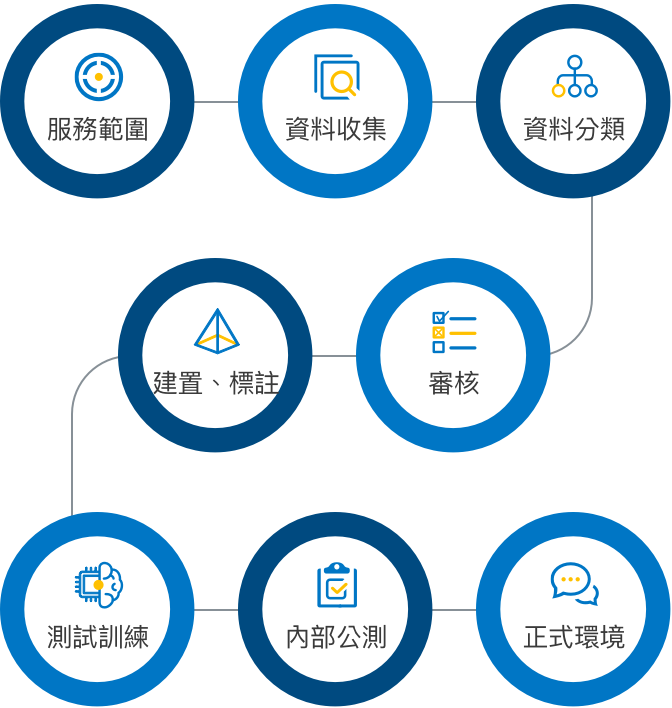 服務範圍
資料收集
資料分類
審核
建置、標註
測試訓練
內部公測
正式環境